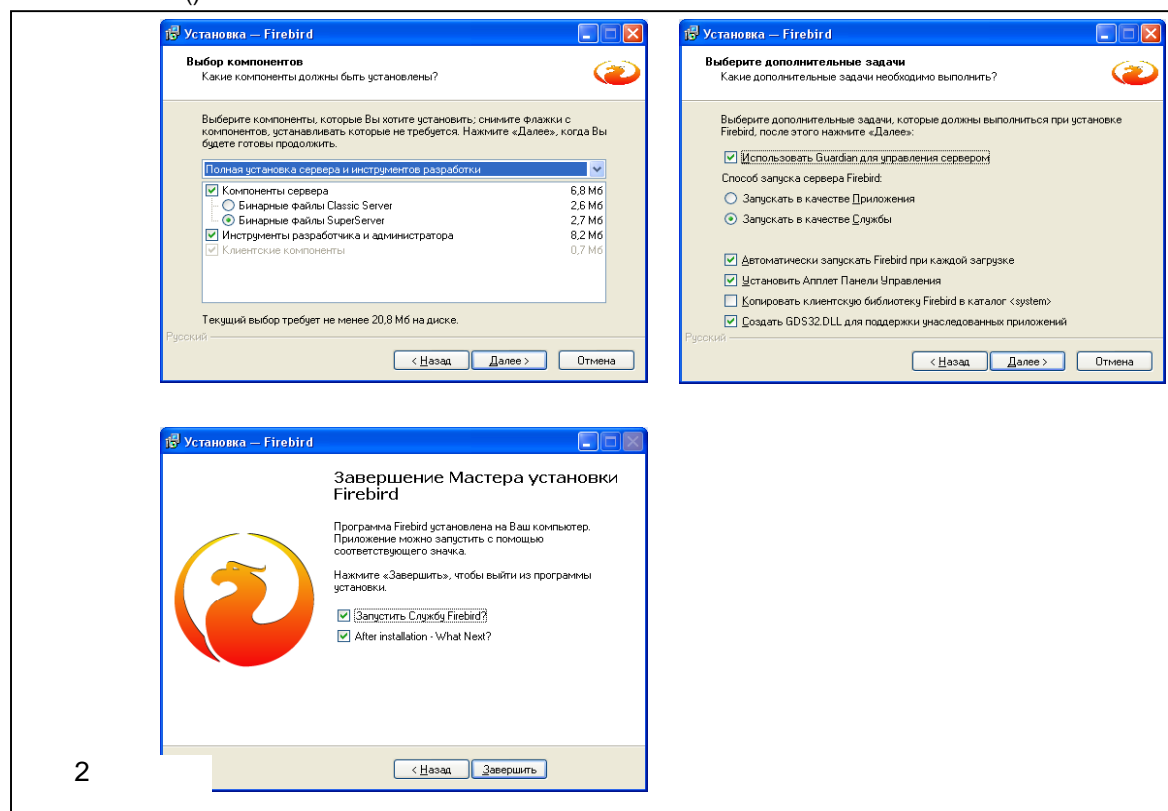 ()
Установка — Firebird
Выбор компонентов
Какие компоненты должны быть установлены?
Выберите компоненты, которые Вы хотите установить; снимите флажки с
компонентов, устанавливать которые не требуется. Нажмите «Далее», когда Вы
будете готовы продолжить.
Полная установка сервера и инструментов разработки
Компоненты сервера 6,8 Мб
Бинарные файлы Classic Server 2,6 Мб
Бинарные файлы SuperServer 2,7 Мб
Инструменты разработчика и администратора 8,2 Мб
Клиентские компоненты 0,7 Мб
Текущий выбор требует не менее 20,8 Мб на диске.
Русский
< Назад Далее > Отмена
Установка — Firebird
Выберите дополнительные задачи
Какие дополнительные задачи необходимо выполнить?
Выберите дополнительные задачи, которые должны выполниться при установке
Firebird, после этого нажмите «Далее»:
Использовать Guardian для управления сервером
Способ запуска сервера Firebird:
Запускать в качестве Приложения
Запускать в качестве Службы
Автоматически запускать Firebird при каждой загрузке
Установить Апплет Панели Управления
Копировать клиентскую библиотеку Firebird в каталог <system>
Создать GDS32.DLL для поддержки унаследованных приложений
Русский
< Назад Далее > Отмена
Установка — Firebird
Завершение Мастера установки
Firebird
Программа Firebird установлена на Ваш компьютер.
Приложение можно запустить с помощью
соответствующего значка.
Нажмите «Завершить», чтобы выйти из программы
установки.
Запустить Службу Firebird?
After installation - What Next?
< Назад Завершить
2